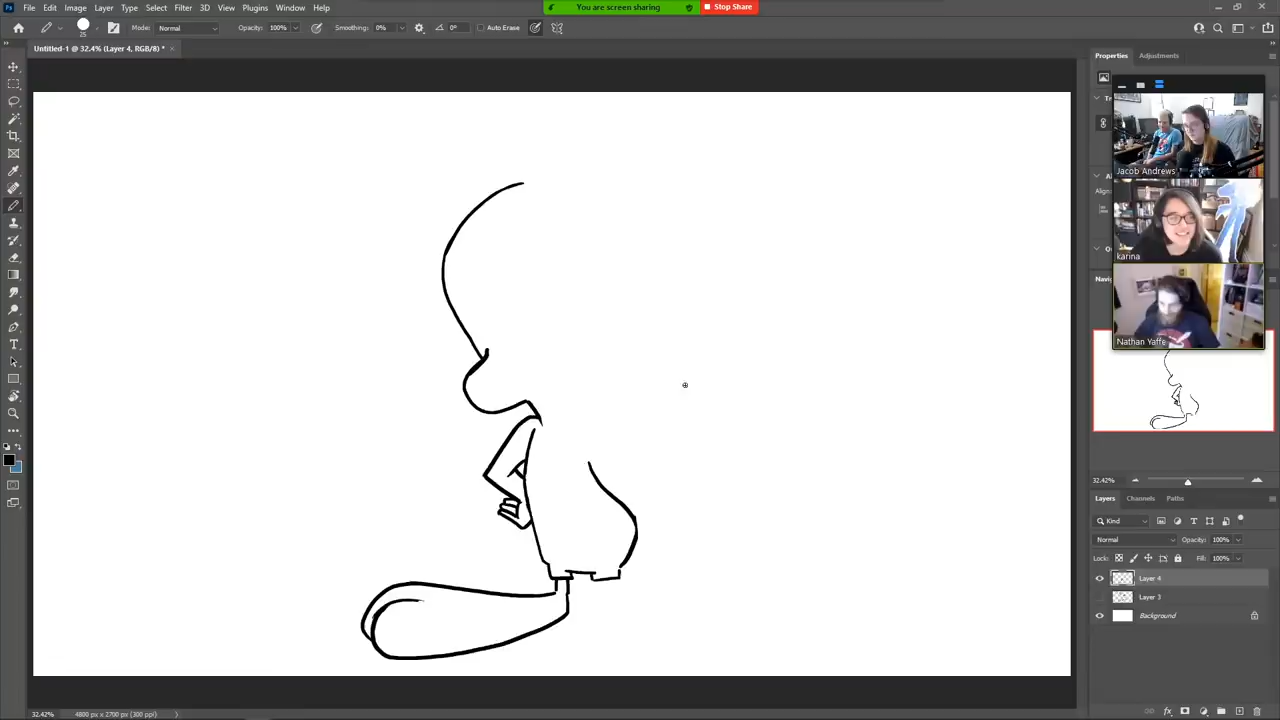 File Edit Image Layer Type Select Filter 3D View Plugins Window Help
You are screen sharing Stop Share
25 Mode: Normal Opacity: 100% Smoothing: 0% 0° Auto Erase
Untitled-1 @ 32.4% (Layer 4, RGB/8) *
Properties Adjustments
Jacob Andrews
karina
Nathan Yaffe
32.42%
Layers Channels Paths
Kind
Normal Opacity: 100%
Lock: Fill: 100%
Layer 4
Layer 3
Background
32.42% 4800 px x 2700 px (300 ppi)